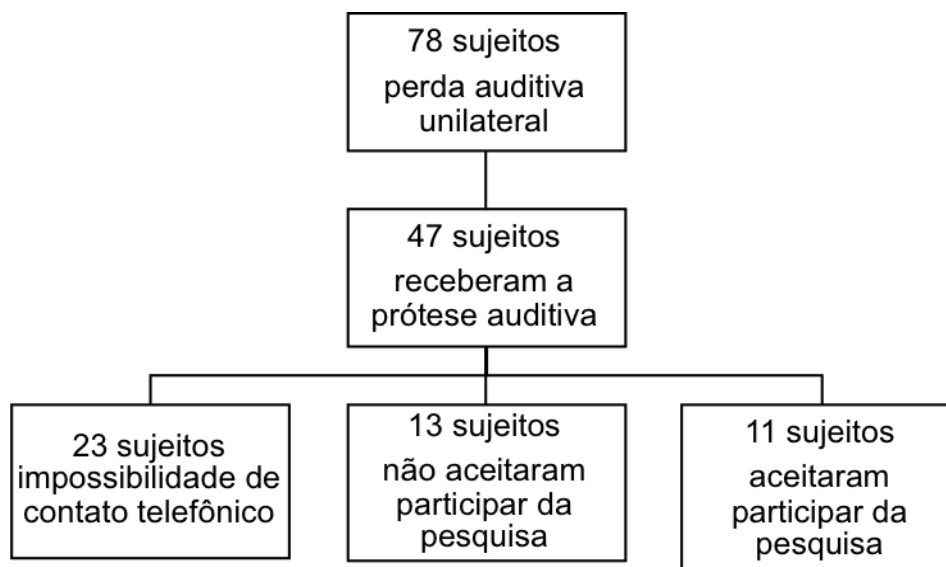 78 sujeitos
perda auditiva
unilateral
47 sujeitos
receberam a
prótese auditiva
23 sujeitos
impossibilidade de
contato telefônico
13 sujeitos
não aceitaram
participar da
pesquisa
11 sujeitos
aceitaram
participar da
pesquisa